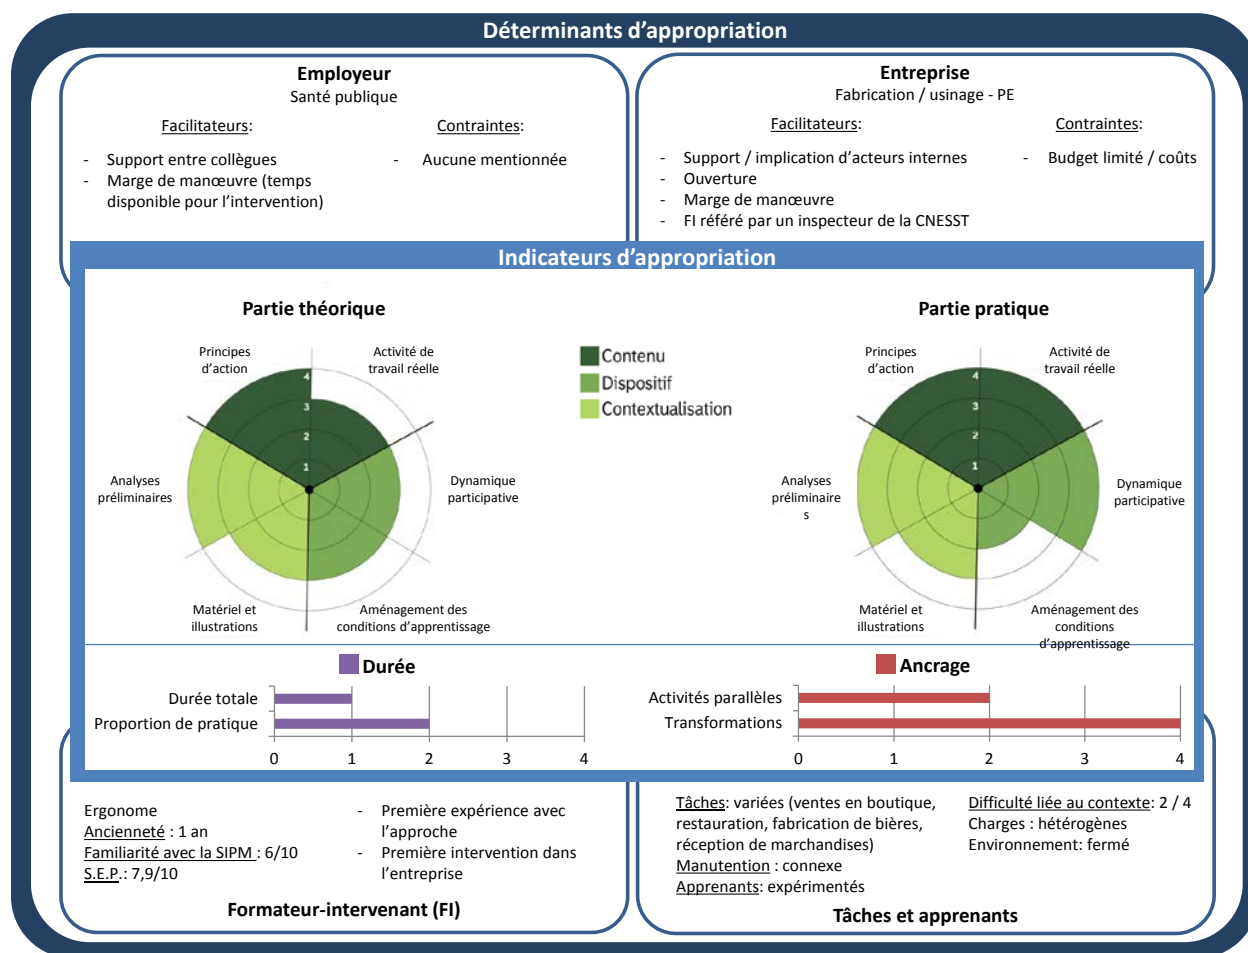 Déterminants d'appropriation
Employeur
Santé publique
Facilitateurs:
Contraintes:
- Support entre collègues
- Marge de manœuvre (temps
disponible pour l'intervention)
- Aucune mentionnée
Entreprise
Fabrication / usinage - PE
Facilitateurs:
Contraintes:
- Support / implication d'acteurs internes
- Ouverture
- Marge de manœuvre
- FI référé par un inspecteur de la CNESST
- Budget limité / coûts
Indicateurs d'appropriation
Partie théorique
Principes
d'action
Activité de
travail réelle
4
3
2
1
Analyses
préliminaires
Dynamique
participative
Matériel et
illustrations
Aménagement des
conditions d'apprentissage
Contenu
Dispositif
Contextualisation
Partie pratique
Principes
d'action
Activité de
travail réelle
4
3
2
1
Analyses
préliminaire
s
Dynamique
participative
Matériel et
illustrations
Aménagement des
conditions
d'apprentissage
Durée
Durée totale
Proportion de pratique
0 1 2 3 4
Ancrage
Activités parallèles
Transformations
0 1 2 3 4
Ergonome
Ancienneté : 1 an
Familiarité avec la SIPM : 6/10
S.E.P.: 7,9/10
- Première expérience avec
l'approche
- Première intervention dans
l'entreprise
Formateur-intervenant (FI)
Tâches: variées (ventes en boutique,
restauration, fabrication de bières,
réception de marchandises)
Manutention : connexe
Apprenants: expérimentés
Difficulté liée au contexte: 2 / 4
Charges : hétérogènes
Environnement: fermé
Tâches et apprenants